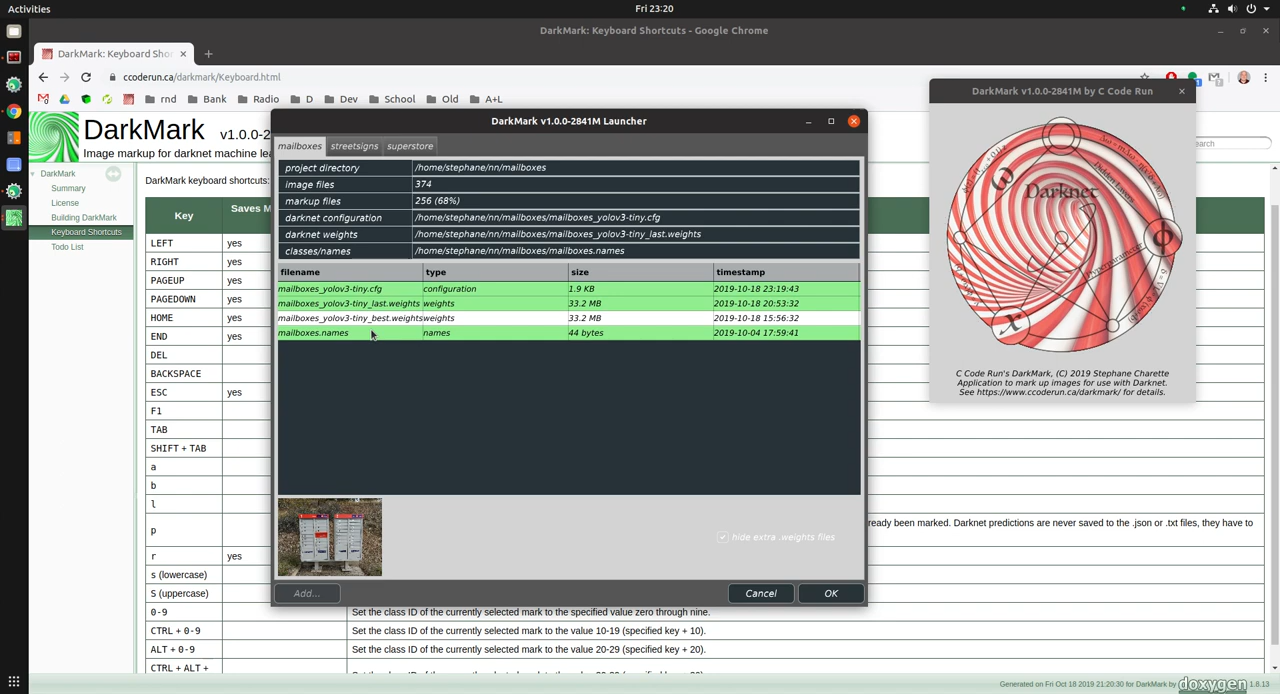 Activities
Fri 23:20
DarkMark: Keyboard Shortcuts - Google Chrome
DarkMark: Keyboard Sho
ccoderun.ca/darkmark/Keyboard.html
rnd Bank Radio D Dev School Old A+L
DarkMark v1.0.0-2
Image markup for darknet machine lea
earch
DarkMark
Summary
License
Building DarkMark
Keyboard Shortcuts
Todo List
DarkMark keyboard shortcuts:
Key Saves M
LEFT yes
RIGHT yes
PAGEUP yes
PAGEDOWN yes
HOME yes
END yes
DEL
BACKSPACE
ESC yes
F1
TAB
SHIFT + TAB
a
b
l
p
ready been marked. Darknet predictions are never saved to the .json or .txt files, they have to
r yes
s (lowercase)
S (uppercase)
0-9 Set the class ID of the currently selected mark to the specified value zero through nine.
CTRL + 0-9 Set the class ID of the currently selected mark to the value 10-19 (specified key + 10).
ALT + 0-9 Set the class ID of the currently selected mark to the value 20-29 (specified key + 20).
CTRL + ALT +
Generated on Fri Oct 18 2019 21:20:30 for DarkMark by doxygen 1.8.13
DarkMark v1.0.0-2841M Launcher
mailboxes streetsigns superstore
project directory /home/stephane/nn/mailboxes
image files 374
markup files 256 (68%)
darknet configuration /home/stephane/nn/mailboxes/mailboxes_yolov3-tiny.cfg
darknet weights /home/stephane/nn/mailboxes/mailboxes_yolov3-tiny_last.weights
classes/names /home/stephane/nn/mailboxes/mailboxes.names
filename type size timestamp
mailboxes_yolov3-tiny.cfg configuration 1.9 KB 2019-10-18 23:19:43
mailboxes_yolov3-tiny_last.weights weights 33.2 MB 2019-10-18 20:53:32
mailboxes_yolov3-tiny_best.weights weights 33.2 MB 2019-10-18 15:56:32
mailboxes.names names 44 bytes 2019-10-04 17:59:41
hide extra .weights files
Add...
Cancel
OK
DarkMark v1.0.0-2841M by C Code Run
Darknet
Hidden Layers
hyperparameter
C Code Run's DarkMark, (C) 2019 Stephane Charette
Application to mark up images for use with Darknet.
See https://www.ccoderun.ca/darkmark/ for details.